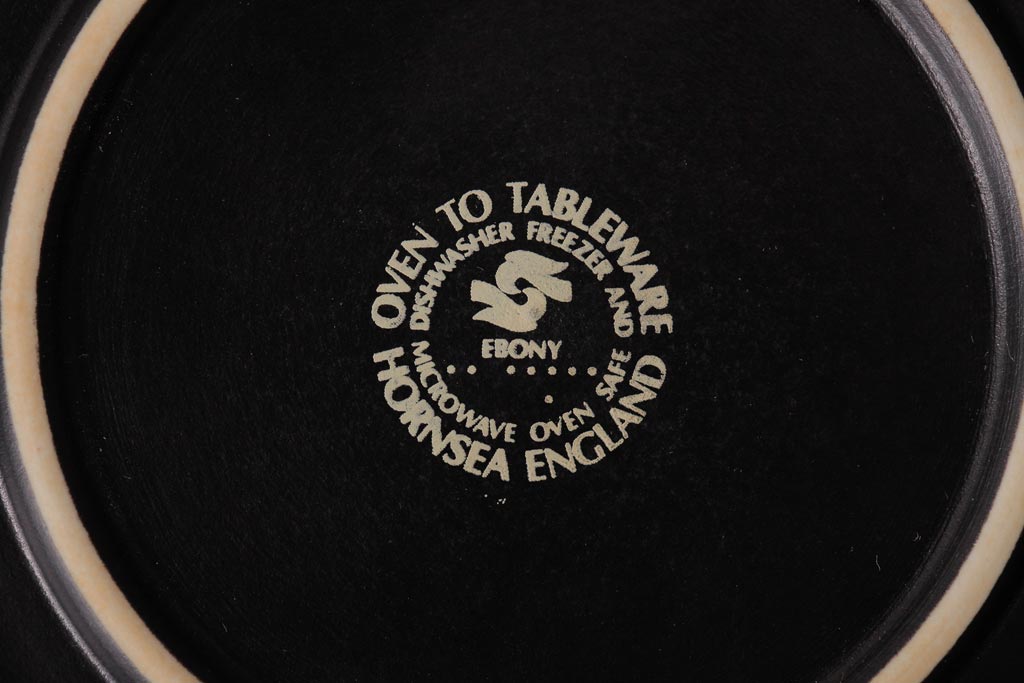 OVEN TO TABLEWARE
DISHWASHER FREEZER AND
EBONY
MICROWAVE OVEN SAFE
HORNSEA ENGLAND